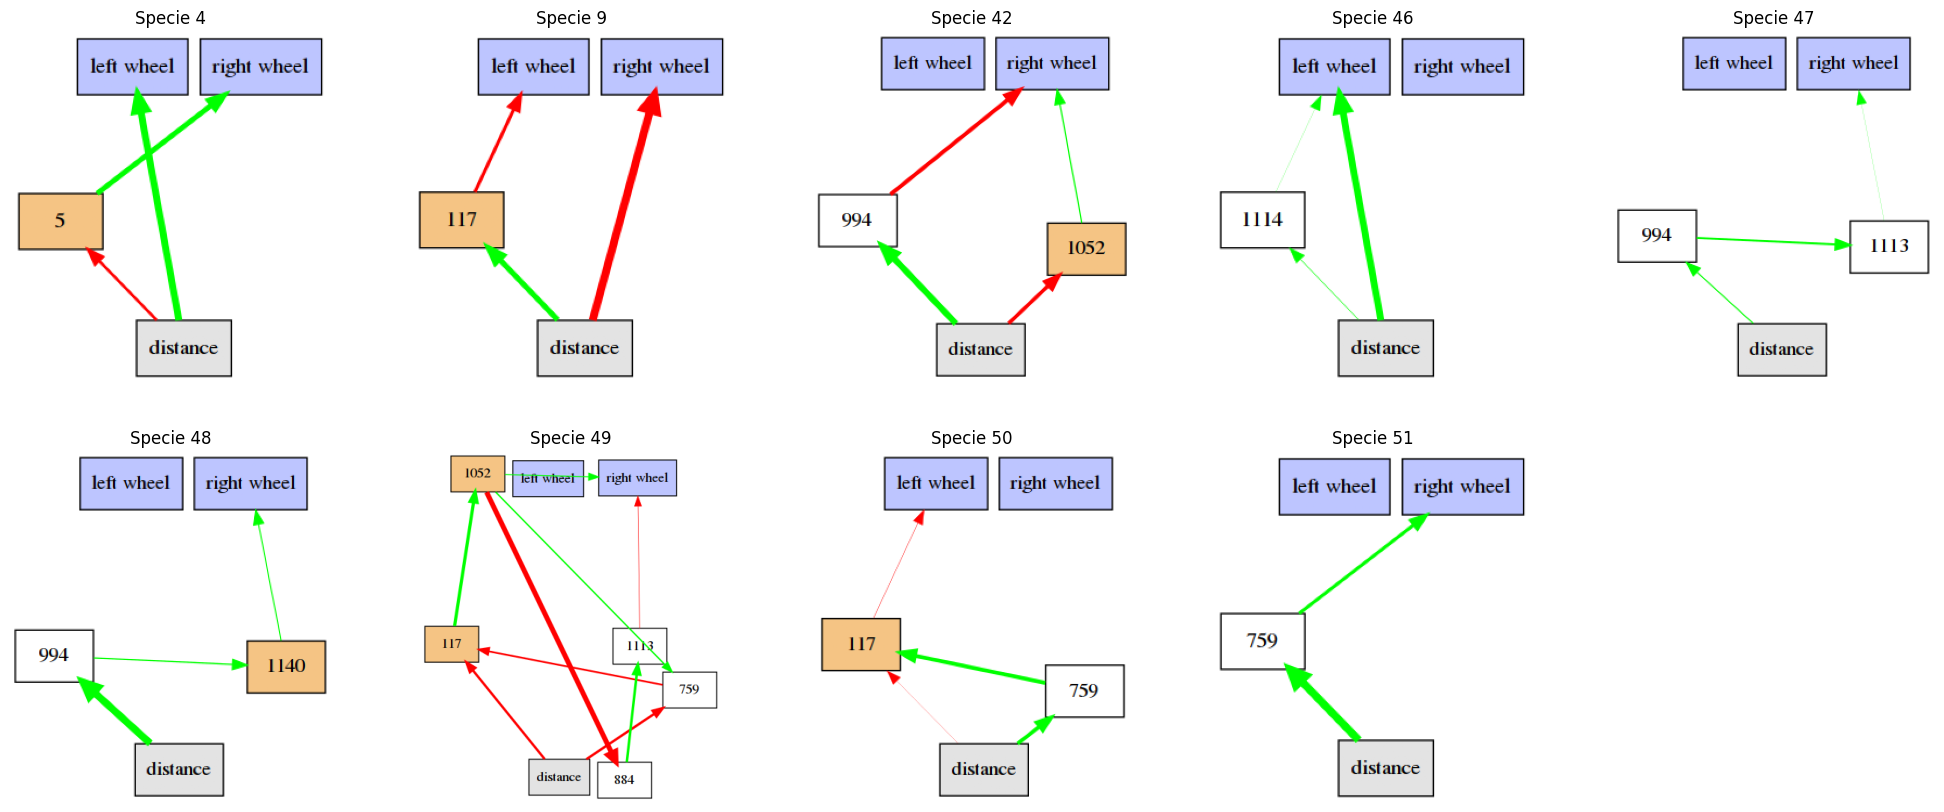 Specie 4
left wheel
right wheel
5
distance
Specie 9
left wheel
right wheel
117
distance
Specie 42
left wheel
right wheel
994
1052
distance
Specie 46
left wheel
right wheel
1114
distance
Specie 47
left wheel
right wheel
994
1113
distance
Specie 48
left wheel
right wheel
994
1140
distance
Specie 49
1052
left wheel
right wheel
117
1113
759
distance
884
Specie 50
left wheel
right wheel
117
759
distance
Specie 51
left wheel
right wheel
759
distance